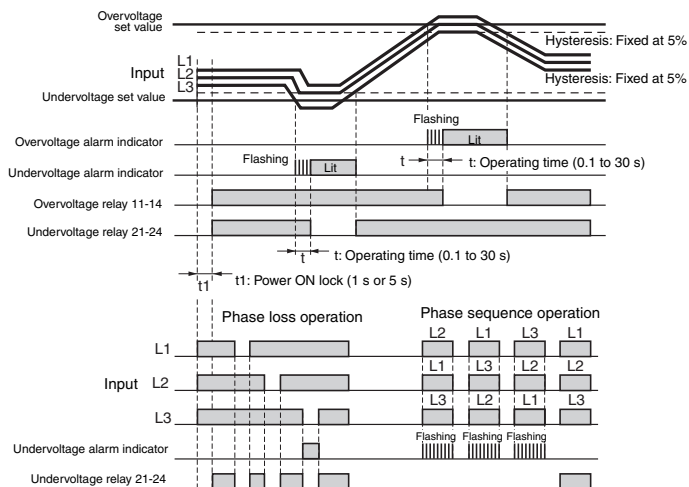 Overvoltage
set value
Hysteresis: Fixed at 5%
L1
L2
L3
Input
Hysteresis: Fixed at 5%
Undervoltage set value
Flashing
Overvoltage alarm indicator
Lit
Flashing
t
t: Operating time (0.1 to 30 s)
Undervoltage alarm indicator
Lit
Overvoltage relay 11-14
Undervoltage relay 21-24
t
t: Operating time (0.1 to 30 s)
t1
t1: Power ON lock (1 s or 5 s)
Phase loss operation
Phase sequence operation
L1
L2
L1
L3
L1
Input
L2
L1
L3
L2
L2
L3
L3
L2
L1
L3
Flashing
Flashing
Flashing
Undervoltage alarm indicator
Undervoltage relay 21-24